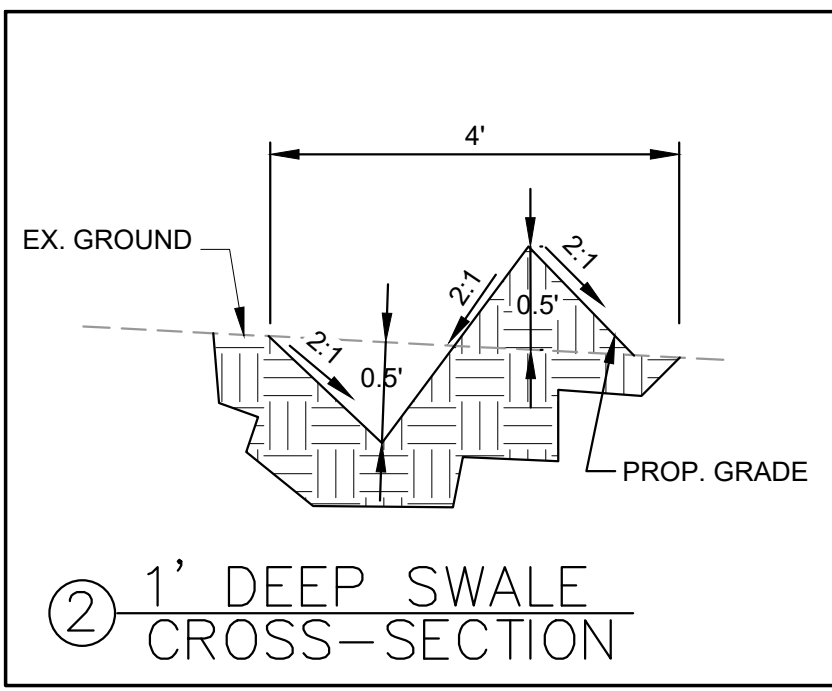 4'
EX. GROUND
2:1
2:1
2:1
0.5'
0.5'
PROP. GRADE
2
1' DEEP SWALE
CROSS-SECTION